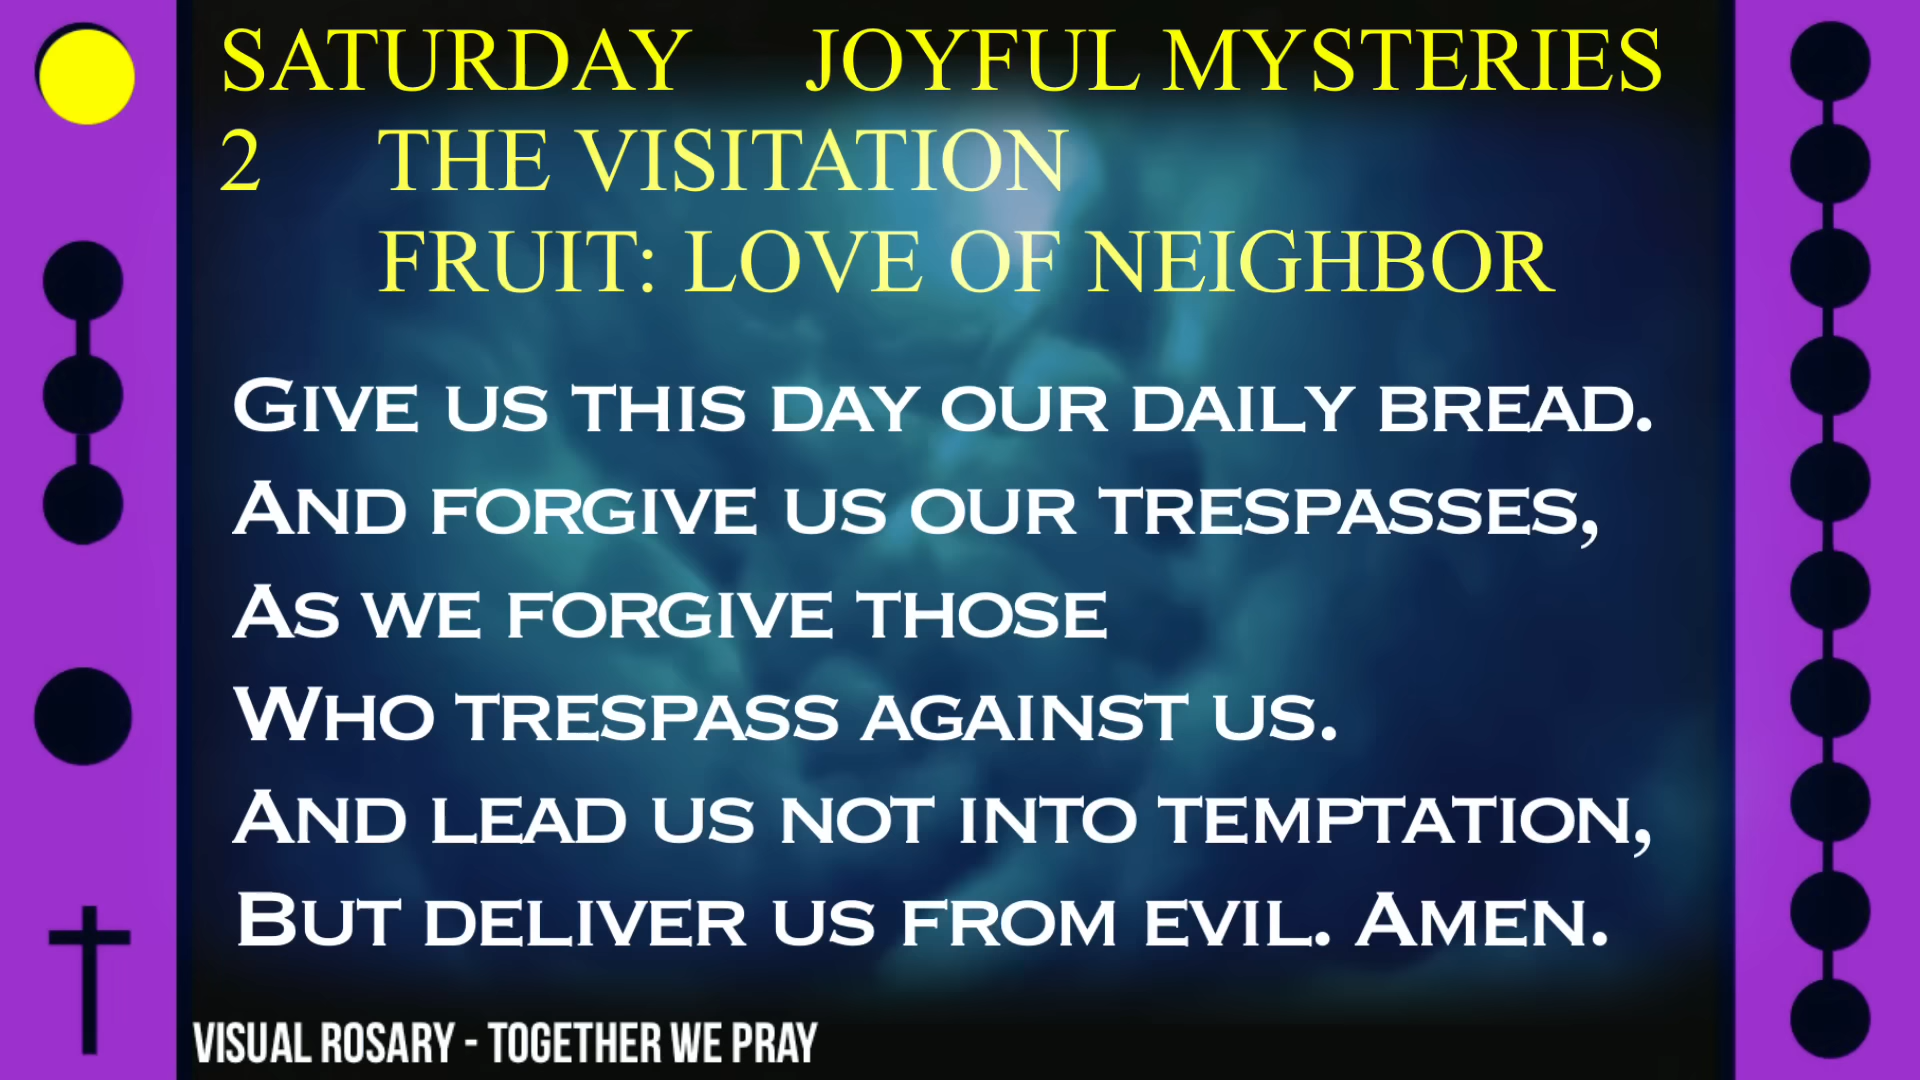 SATURDAY JOYFUL MYSTERIES
2 THE VISITATION
FRUIT: LOVE OF NEIGHBOR
GIVE US THIS DAY OUR DAILY BREAD.
AND FORGIVE US OUR TRESPASSES,
AS WE FORGIVE THOSE
WHO TRESPASS AGAINST US.
AND LEAD US NOT INTO TEMPTATION,
BUT DELIVER US FROM EVIL. AMEN.
VISUAL ROSARY - TOGETHER WE PRAY